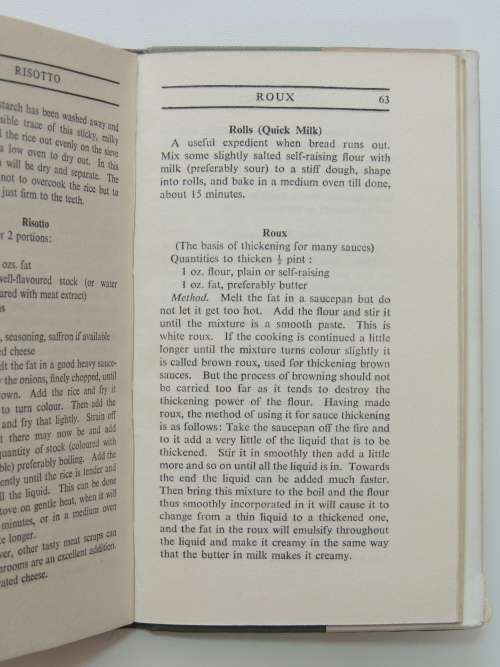 RISOTTO
starch has been washed away and
trace of this sticky, milky
the rice out evenly on the sieve
a low oven to dry out. In this
will be dry and separate. The
not to overcook the rice but to
just firm to the teeth.
Risotto
2 portions:
ozs. fat
well-flavoured stock (or water
with meat extract)
, seasoning, saffron if available
cheese
the fat in a good heavy sauce-
the onions, finely chopped, until
Add the rice and fry it
to turn colour. Then add the
and fry that lightly. Strain off
there may now be and add
quantity of stock (coloured with
preferably boiling. Add the
until the rice is tender and
the liquid. This can be done
on gentle heat, when it will
minutes, or in a medium oven
longer.
other tasty meat scraps can
are an excellent addition.
cheese.
ROUX 63
Rolls (Quick Milk)
A useful expedient when bread runs out.
Mix some slightly salted self-raising flour with
milk (preferably sour) to a stiff dough, shape
into rolls, and bake in a medium oven till done,
about 15 minutes.
Roux
(The basis of thickening for many sauces)
Quantities to thicken ½ pint :
1 oz. flour, plain or self-raising
1 oz. fat, preferably butter
Method. Melt the fat in a saucepan but do
not let it get too hot. Add the flour and stir it
until the mixture is a smooth paste. This is
white roux. If the cooking is continued a little
longer until the mixture turns colour slightly it
is called brown roux, used for thickening brown
sauces. But the process of browning should not
be carried too far as it tends to destroy the
thickening power of the flour. Having made
roux, the method of using it for sauce thickening
is as follows: Take the saucepan off the fire and
to it add a very little of the liquid that is to be
thickened. Stir it in smoothly then add a little
more and so on until all the liquid is in. Towards
the end the liquid can be added much faster.
Then bring this mixture to the boil and the flour
thus smoothly incorporated in it will cause it to
change from a thin liquid to a thickened one,
and the fat in the roux will emulsify throughout
the liquid and make it creamy in the same way
that the butter in milk makes it creamy.